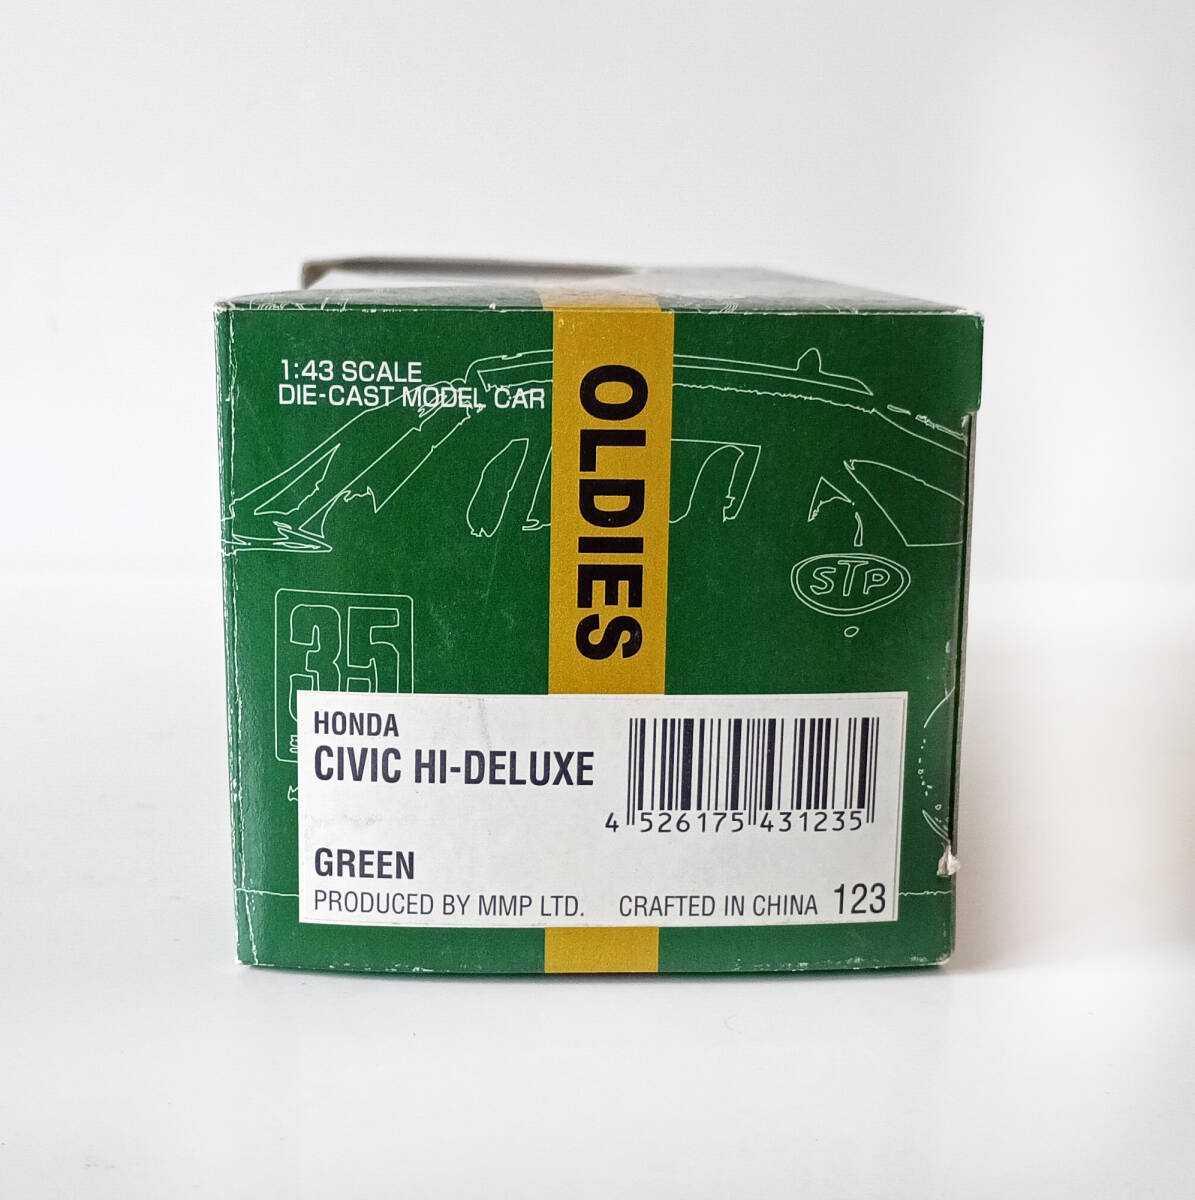 1:43 SCALE
DIE-CAST MODEL CAR
OLDIES
STP
35
HONDA
CIVIC HI-DELUXE
4 526175 431235
GREEN
PRODUCED BY MMP LTD. CRAFTED IN CHINA 123